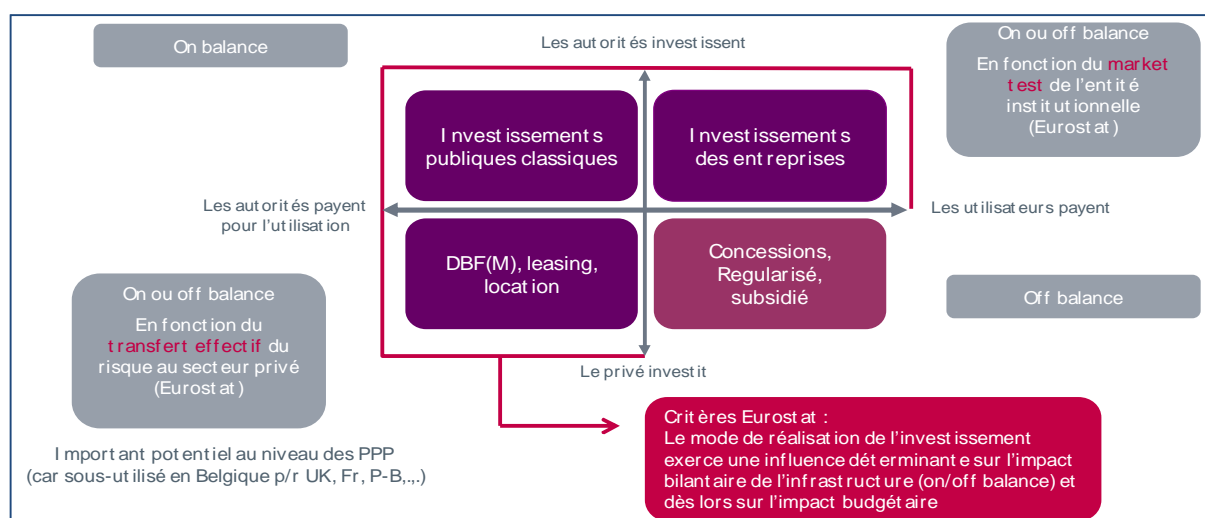 On balance
Les autorités investissent
On ou off balance
En fonction du market
test de l'entité
institutionnelle
(Eurostat)
Investissements
publiques classiques
Investissements
des entreprises
Les autorités payent
pour l'utilisation
Les utilisateurs payent
DBF(M), leasing,
location
Concessions,
Regularisé,
subsidié
On ou off balance
En fonction du
transfert effectif du
risque au secteur privé
(Eurostat)
Off balance
Le privé investit
Important potentiel au niveau des PPP
(car sous-utilisé en Belgique p/r UK, Fr, P-B,.,.)
Critères Eurostat :
Le mode de réalisation de l'investissement
exerce une influence déterminante sur l'impact
bilantaire de l'infrastructure (on/off balance) et
dès lors sur l'impact budgétaire